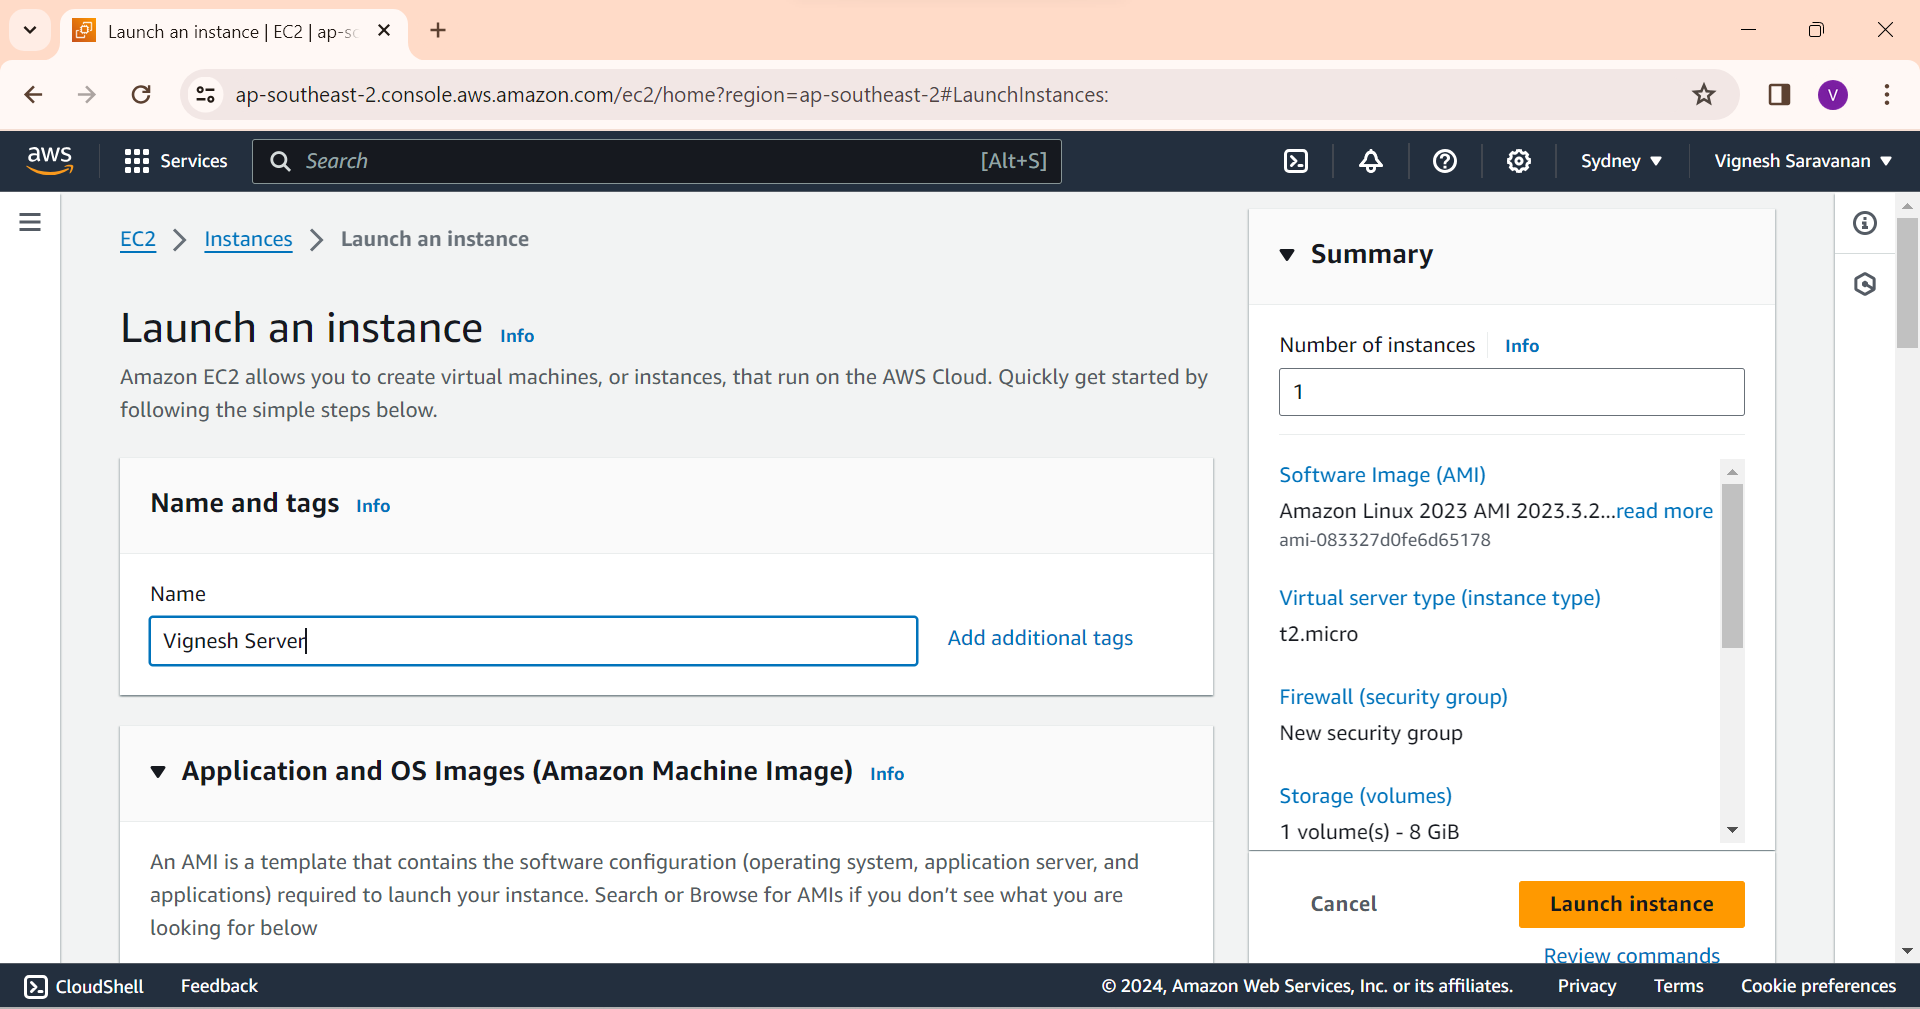 Launch an instance | EC2 | ap-so
ap-southeast-2.console.aws.amazon.com/ec2/home?region=ap-southeast-2#LaunchInstances:
V
aws
Services
Search
[Alt+S]
Sydney
Vignesh Saravanan
EC2
Instances
Launch an instance
Launch an instance Info
Amazon EC2 allows you to create virtual machines, or instances, that run on the AWS Cloud. Quickly get started by
following the simple steps below.
Name and tags Info
Name
Vignesh Server
Add additional tags
Application and OS Images (Amazon Machine Image) Info
An AMI is a template that contains the software configuration (operating system, application server, and
applications) required to launch your instance. Search or Browse for AMIs if you don’t see what you are
looking for below
Summary
Number of instances Info
1
Software Image (AMI)
Amazon Linux 2023 AMI 2023.3.2...read more
ami-083327d0fe6d65178
Virtual server type (instance type)
t2.micro
Firewall (security group)
New security group
Storage (volumes)
1 volume(s) - 8 GiB
Cancel
Launch instance
Review commands
CloudShell
Feedback
© 2024, Amazon Web Services, Inc. or its affiliates.
Privacy
Terms
Cookie preferences